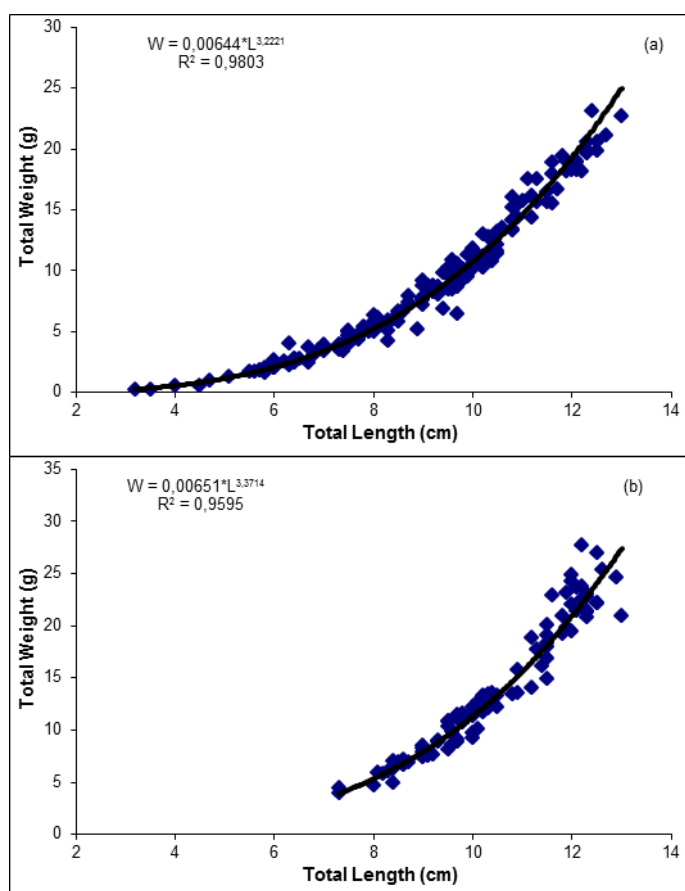 W = 0,00644*L^3,2221
R² = 0,9803
(a)
30
25
20
15
10
5
0
2 4 6 8 10 12 14
Total Weight (g)
Total Length (cm)
W = 0,00651*L^3,3714
R² = 0,9595
(b)
35
30
25
20
15
10
5
0
2 4 6 8 10 12 14
Total Weight (g)
Total Length (cm)